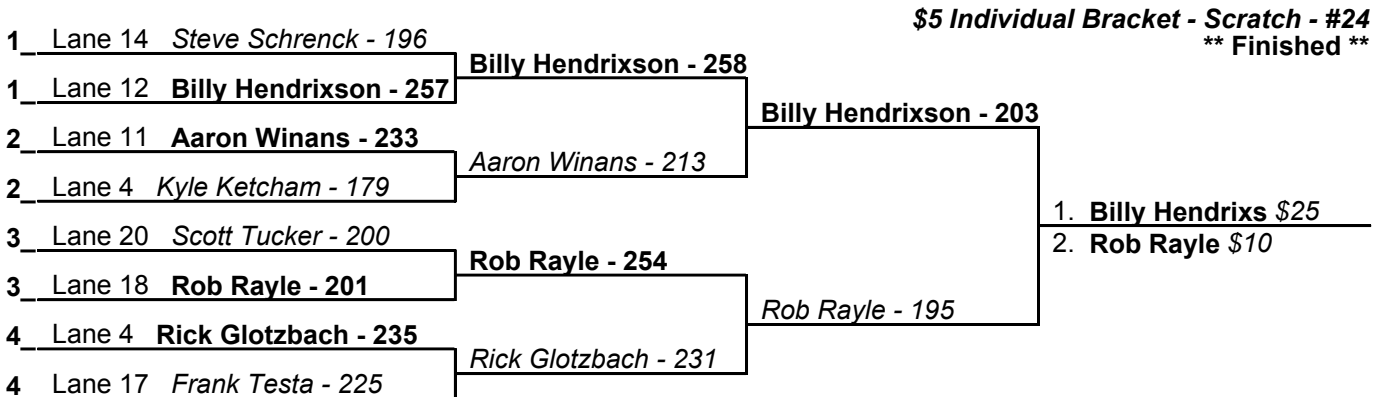 $5 Individual Bracket - Scratch - #24
** Finished **
1_ Lane 14 Steve Schrenck - 196
1_ Lane 12 Billy Hendrixson - 257
2_ Lane 11 Aaron Winans - 233
2_ Lane 4 Kyle Ketcham - 179
3_ Lane 20 Scott Tucker - 200
3_ Lane 18 Rob Rayle - 201
4_ Lane 4 Rick Glotzbach - 235
4 Lane 17 Frank Testa - 225
Billy Hendrixson - 258
Aaron Winans - 213
Rob Rayle - 254
Rick Glotzbach - 231
Billy Hendrixson - 203
Rob Rayle - 195
1. Billy Hendrixs $25
2. Rob Rayle $10